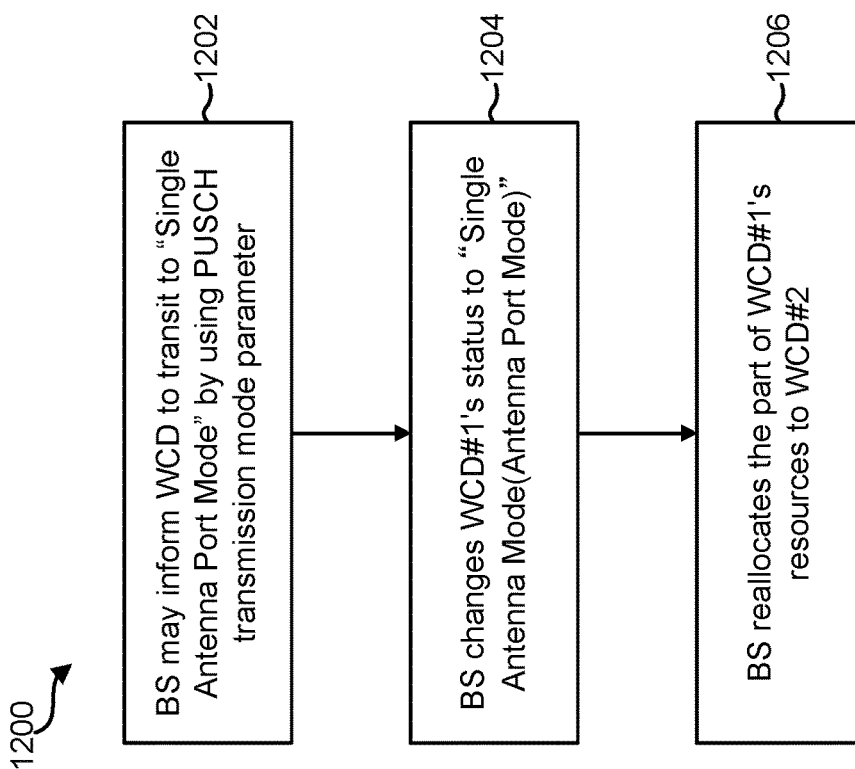 1200
BS may inform WCD to transit to “Single
Antenna Port Mode” by using PUSCH
transmission mode parameter
1202
BS changes WCD#1's status to “Single
Antenna Mode(Antenna Port Mode)”
1204
BS reallocates the part of WCD#1's
resources to WCD#2
1206